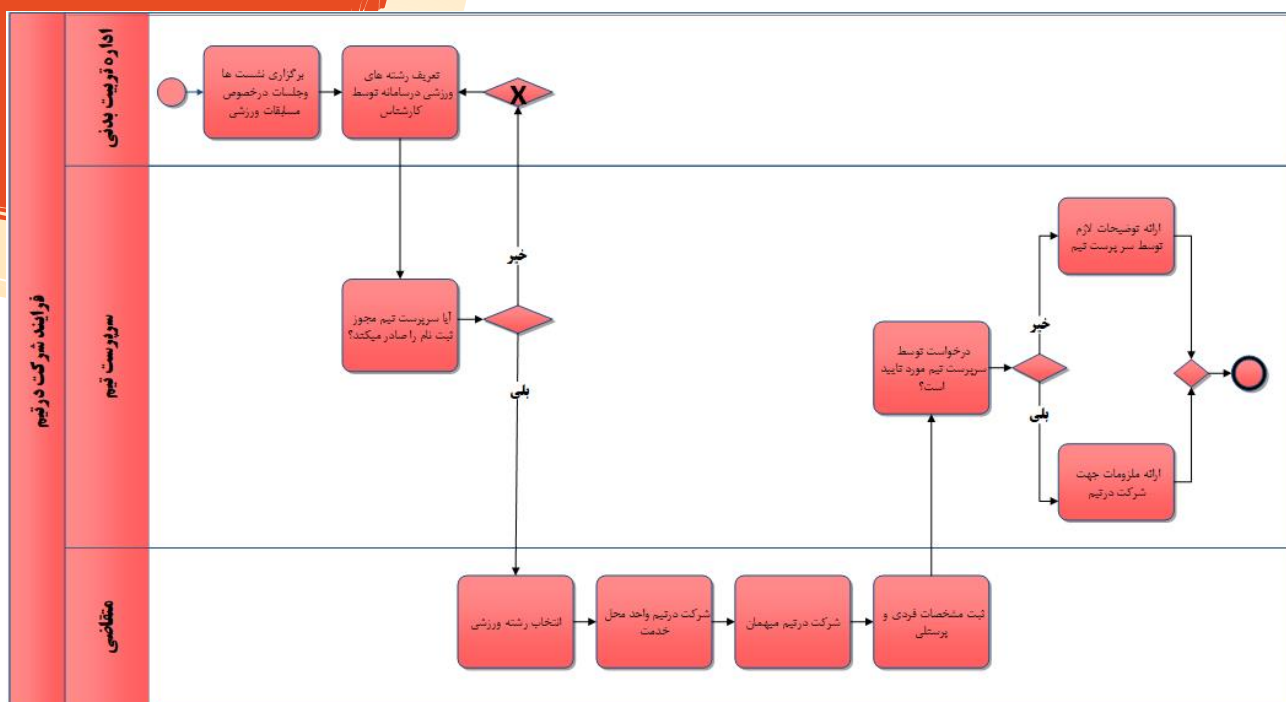 فرایند شرکت درتیم
اداره تربیت بدنی
برگزاری نشست ها
وجلسات درخصوص
مسابقات ورزشی
تعریف رشته های
ورزشی درسامانه توسط
کارشناس
X
سرپرست تیم
آیا سرپرست تیم مجوز
ثبت نام را صادر میکند؟
خیر
بلی
درخواست توسط
سرپرست تیم مورد تایید
است؟
خیر
بلی
ارائه توضیحات لازم
توسط سر پرست تیم
ارائه ملزومات جهت
شرکت درتیم
متقاضی
انتخاب رشته ورزشی
شرکت درتیم واحد محل
خدمت
شرکت درتیم میهمان
ثبت مشخصات فردی و
پرسنلی